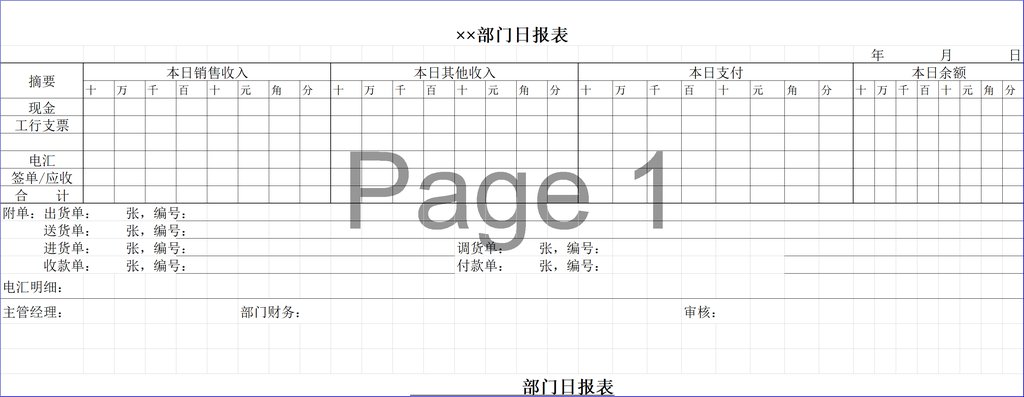 ××部门日报表
年 月 日
摘要 本日销售收入 本日其他收入 本日支付 本日余额
十 万 千 百 十 元 角 分 十 万 千 百 十 元 角 分 十 万 千 百 十 元 角 分 十 万 千 百 十 元 角 分
现金
工行支票
电汇
签单/应收
合 计
Page 1
附单：出货单： 张，编号：
送货单： 张，编号：
进货单： 张，编号： 调货单： 张，编号：
收款单： 张，编号： 付款单： 张，编号：
电汇明细：
主管经理： 部门财务： 审核：
部门日报表